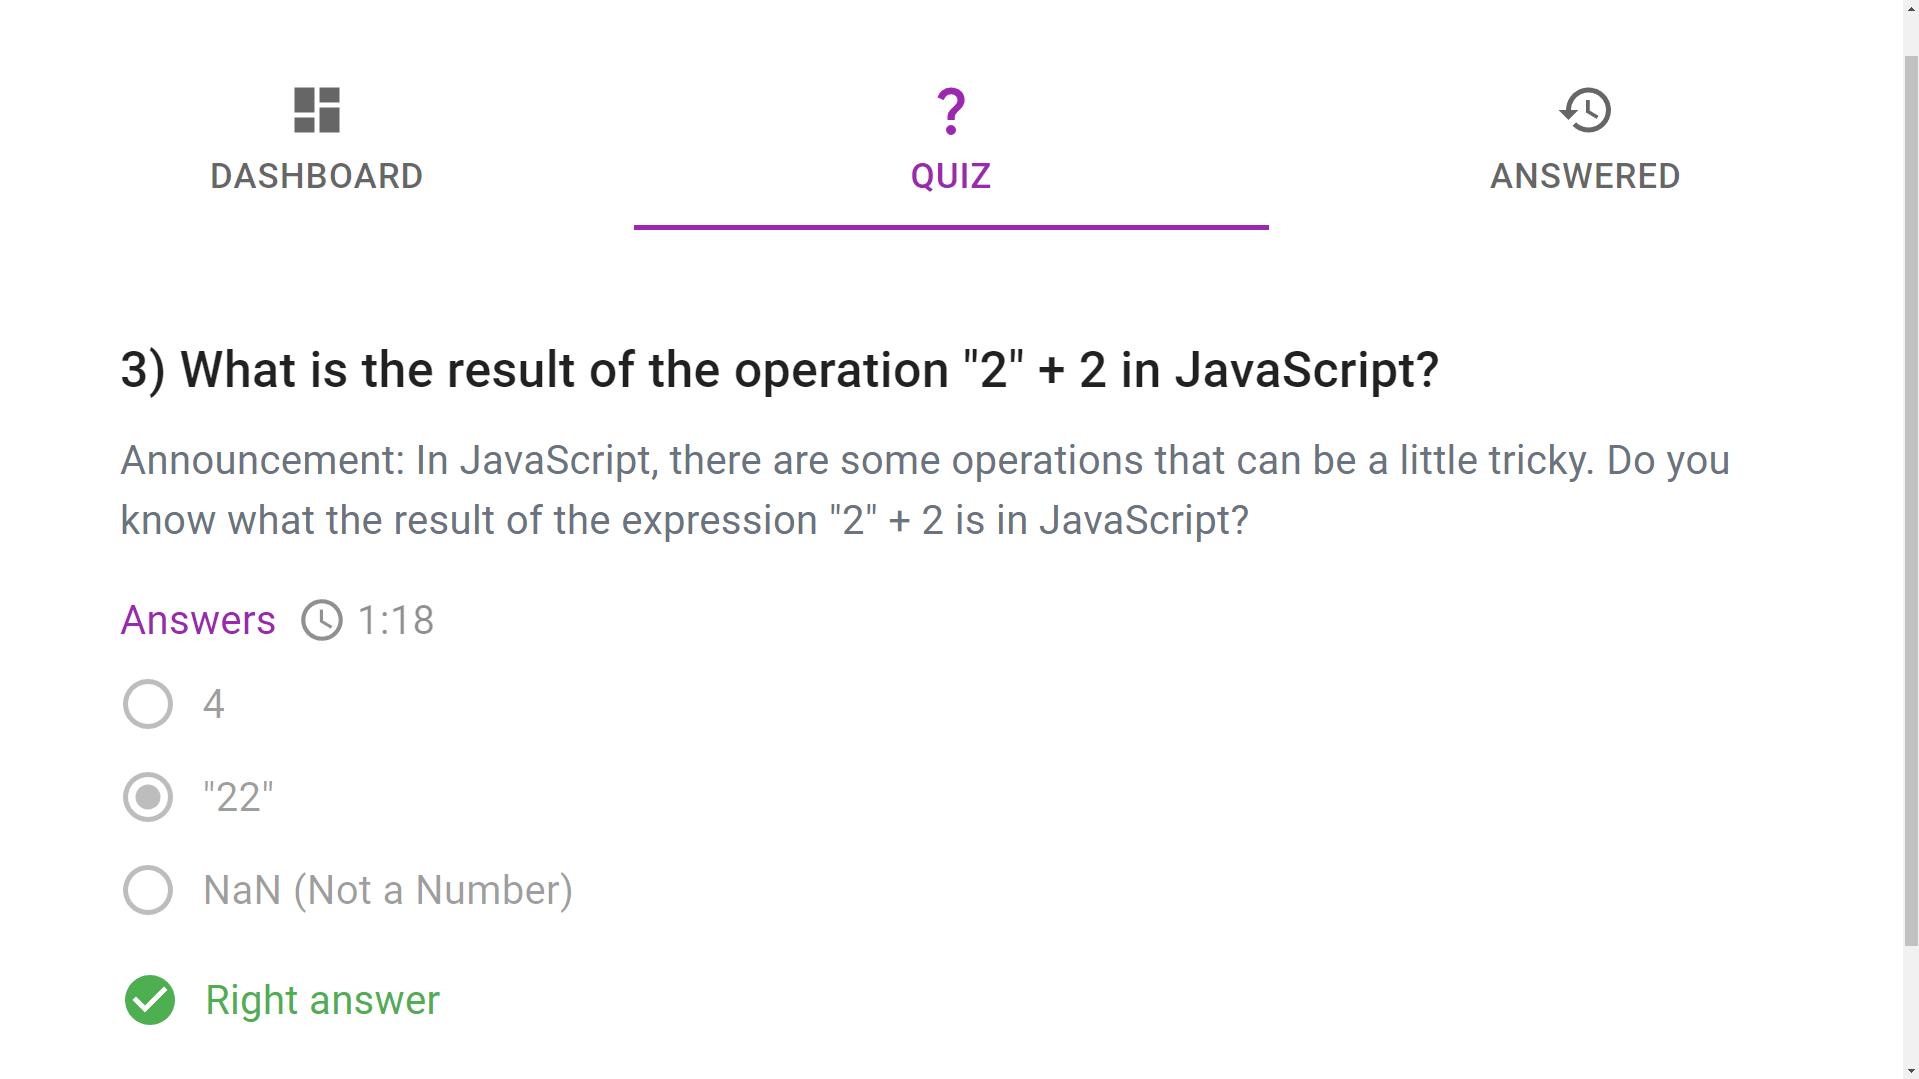 DASHBOARD
?
QUIZ
ANSWERED
3) What is the result of the operation "2" + 2 in JavaScript?
Announcement: In JavaScript, there are some operations that can be a little tricky. Do you
know what the result of the expression "2" + 2 is in JavaScript?
Answers 1:18
4
"22"
NaN (Not a Number)
Right answer